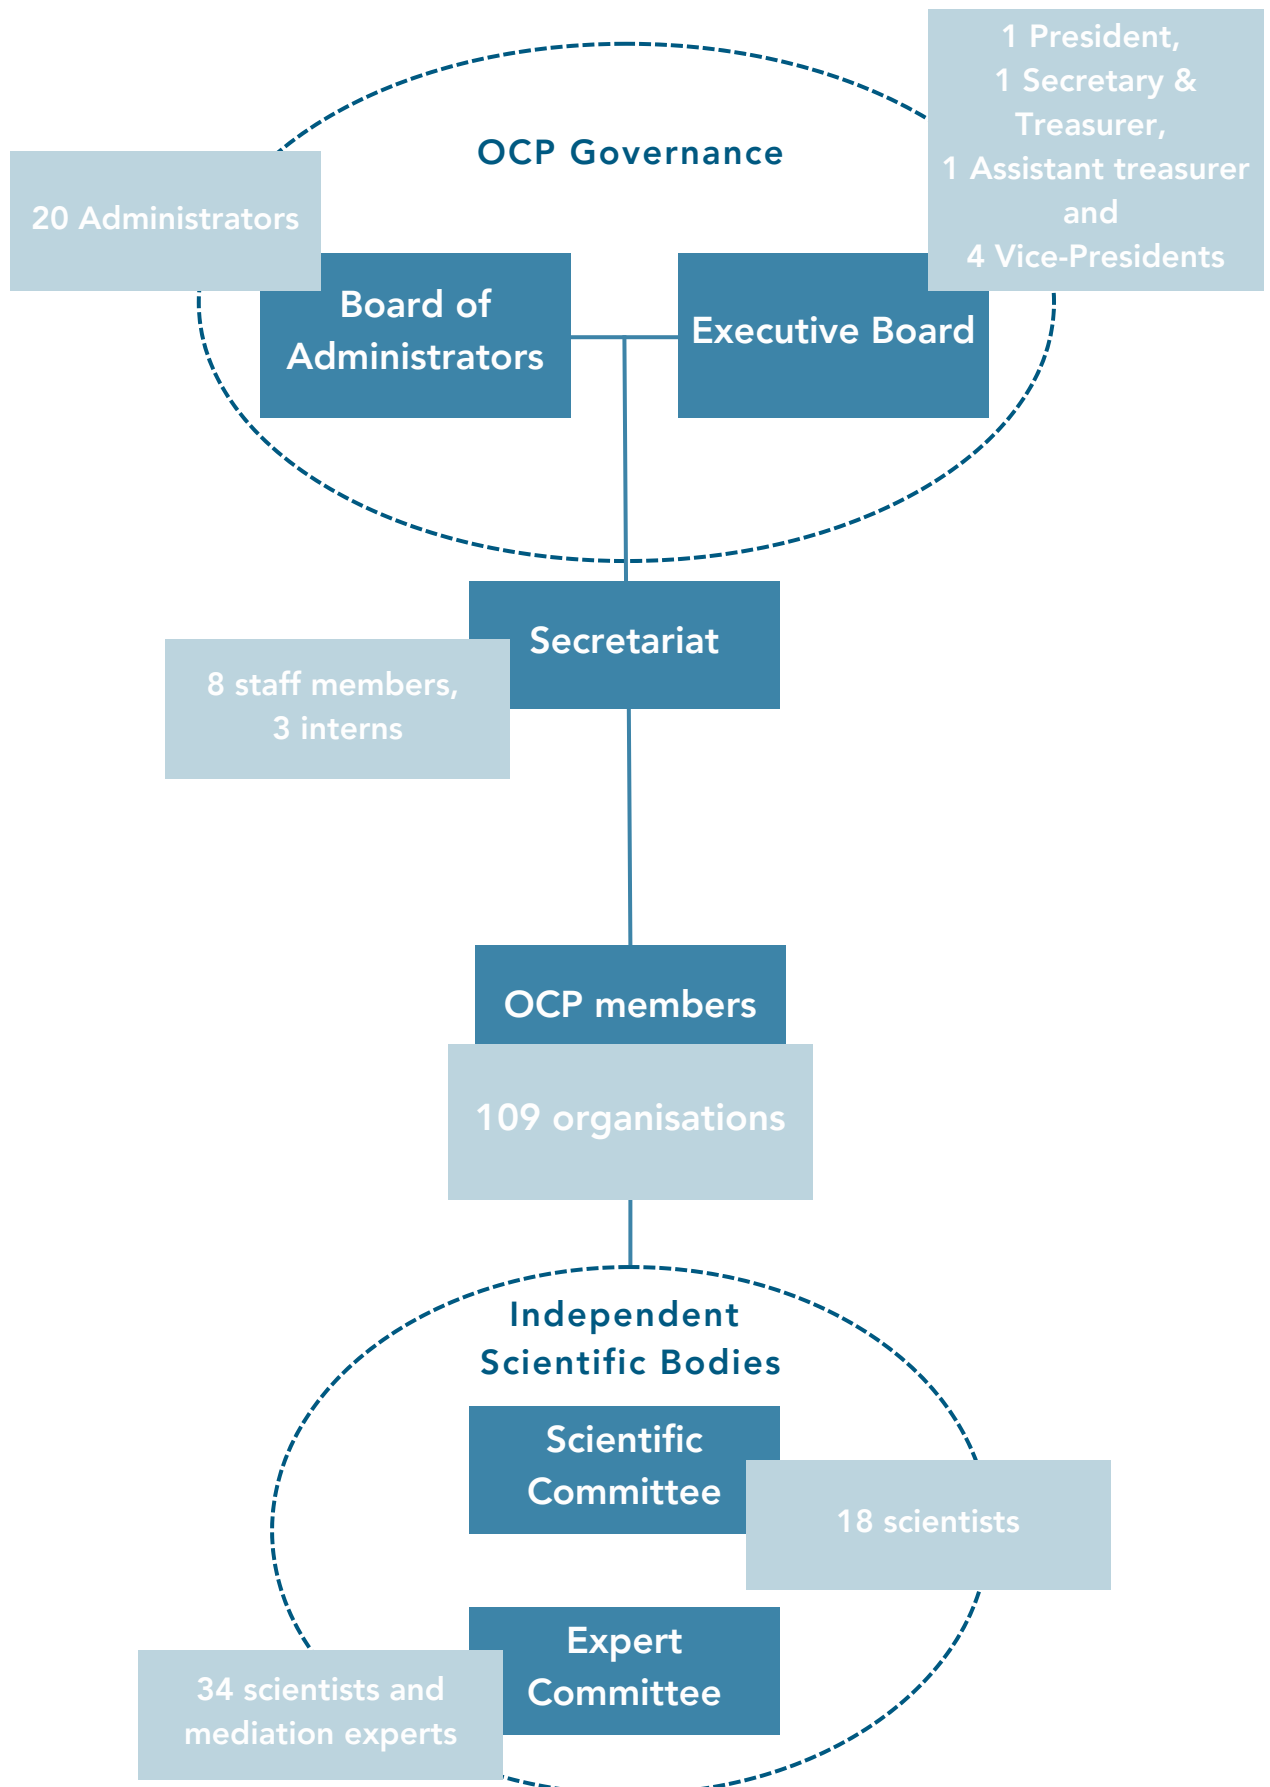 1 President,
1 Secretary &
Treasurer,
1 Assistant treasurer
and
4 Vice-Presidents
OCP Governance
20 Administrators
Board of
Administrators
Executive Board
Secretariat
8 staff members,
3 interns
OCP members
109 organisations
Independent
Scientific Bodies
Scientific
Committee
18 scientists
Expert
Committee
34 scientists and
mediation experts